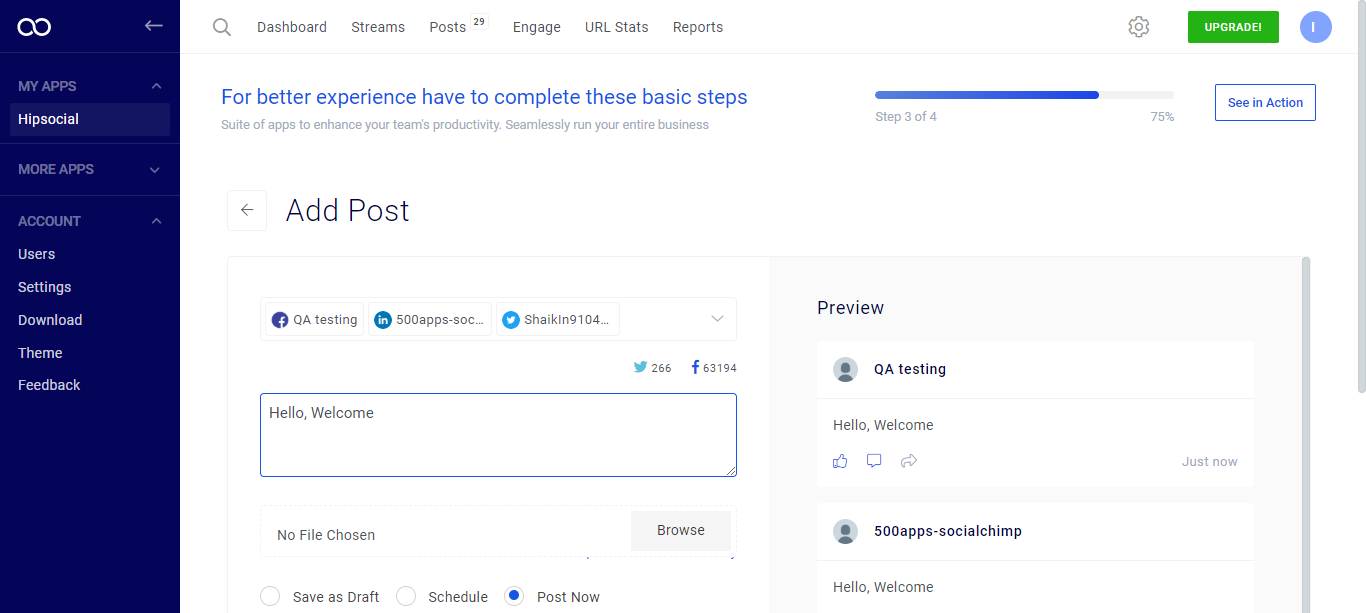 Dashboard Streams Posts 29 Engage URL Stats Reports UPGRADE! I
MY APPS
Hipsocial
MORE APPS
ACCOUNT
Users
Settings
Download
Theme
Feedback
For better experience have to complete these basic steps
Suite of apps to enhance your team's productivity. Seamlessly run your entire business
Step 3 of 4 75%
See in Action
Add Post
QA testing 500apps-soc... ShaikIn9104...
266 63194
Hello, Welcome
No File Chosen Browse
Save as Draft Schedule Post Now
Preview
QA testing
Hello, Welcome
Just now
500apps-socialchimp
Hello, Welcome